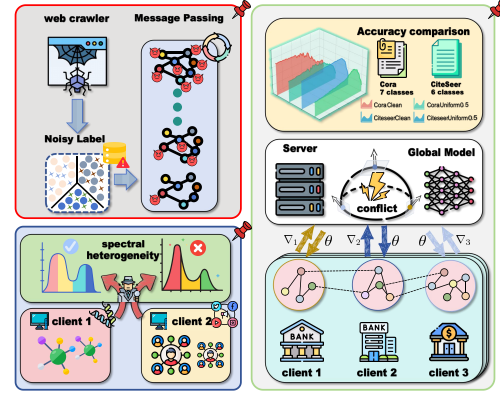 web crawler
Message Passing
Noisy Label
spectral
heterogeneity
client 1
client 2
Accuracy comparison
Cora
7 classes
CiteSeer
6 classes
CoraClean
CoraUniform0.5
CiteseerClean
CiteseerUniform0.5
Server
Global Model
conflict
∇₁ θ ∇₂ θ θ ∇₃
BANK
BANK
client 1
client 2
client 3